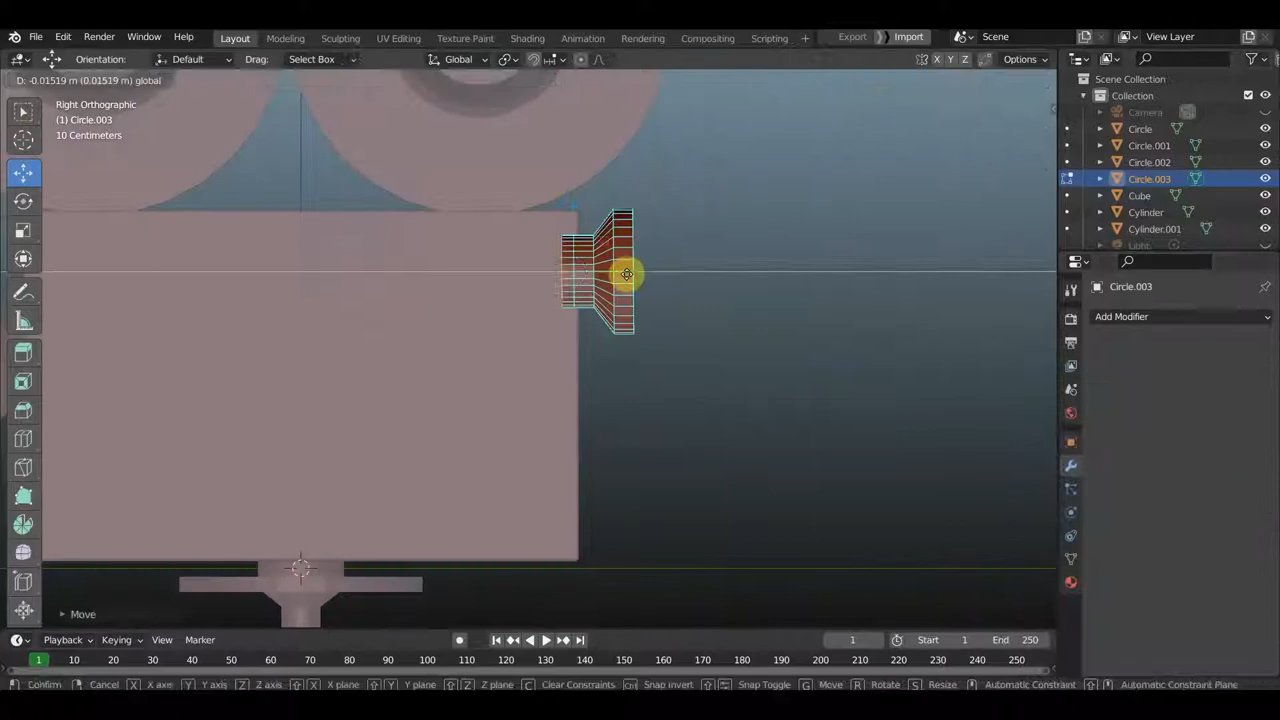 File Edit Render Window Help Layout Modeling Sculpting UV Editing Texture Paint Shading Animation Rendering Compositing Scripting + Export Import Scene View Layer
Orientation: Default Drag: Select Box Global X Y Z Options
D: -0.01519 m (0.01519 m) global
Right Orthographic
(1) Circle.003
10 Centimeters
Scene Collection
Collection
Camera
Circle
Circle.001
Circle.002
Circle.003
Cube
Cylinder
Cylinder.001
Light
Circle.003
Add Modifier
Move
Playback Keying View Marker 1 Start 1 End 250
1 10 20 30 40 50 60 70 80 90 100 110 120 130 140 150 160 170 180 190 200 210 220 230 240 250
Confirm Cancel X X axis Y Y axis Z Z axis X X plane Y Y plane Z Z plane C Clear Constraints Ctrl Snap Invert Snap Toggle G Move R Rotate S Resize Automatic Constraint Automatic Constraint Plane